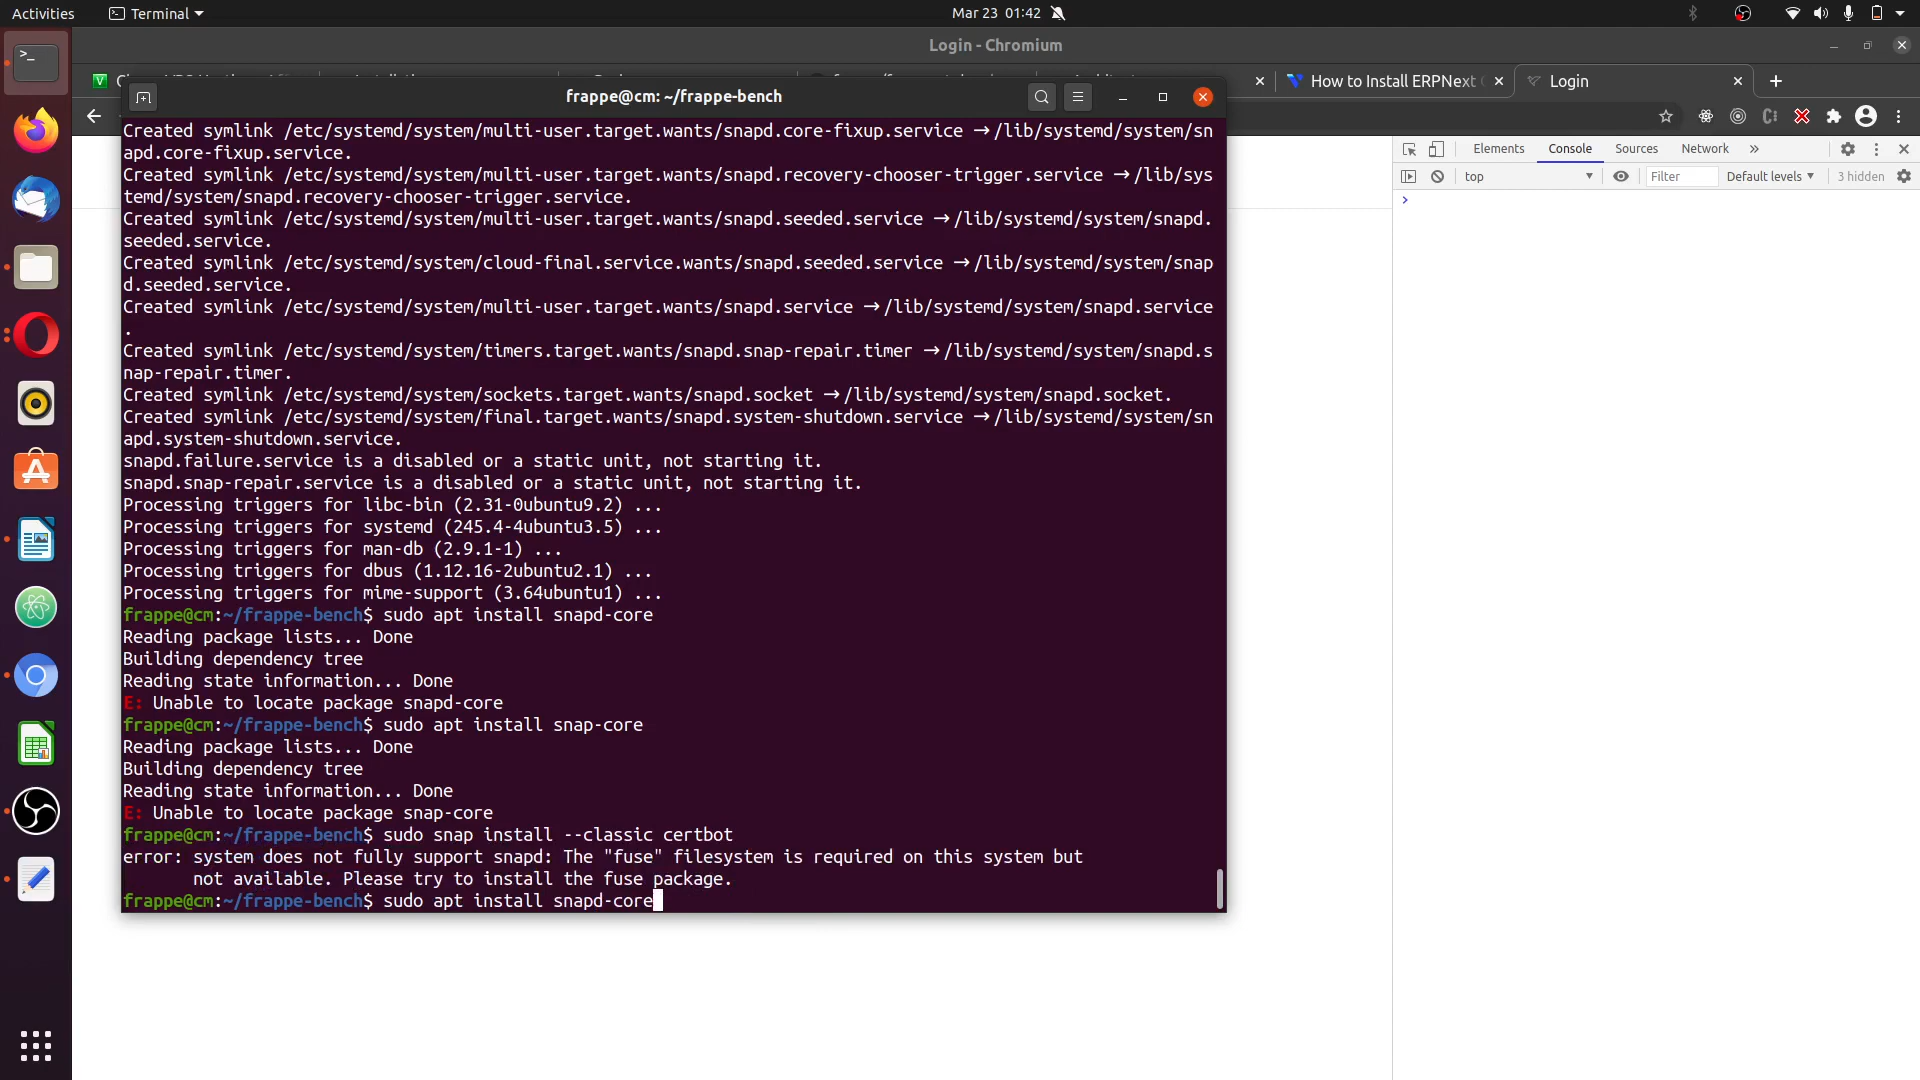 Activities
Terminal
Mar 23 01:42
Login - Chromium
How to Install ERPNext
Login
frappe@cm: ~/frappe-bench
Elements
Console
Sources
Network
»
top
Filter
Default levels
3 hidden
Created symlink /etc/systemd/system/multi-user.target.wants/snapd.core-fixup.service → /lib/systemd/system/sn
apd.core-fixup.service.
Created symlink /etc/systemd/system/multi-user.target.wants/snapd.recovery-chooser-trigger.service → /lib/sys
temd/system/snapd.recovery-chooser-trigger.service.
Created symlink /etc/systemd/system/multi-user.target.wants/snapd.seeded.service → /lib/systemd/system/snapd.
seeded.service.
Created symlink /etc/systemd/system/cloud-final.service.wants/snapd.seeded.service → /lib/systemd/system/snap
d.seeded.service.
Created symlink /etc/systemd/system/multi-user.target.wants/snapd.service → /lib/systemd/system/snapd.service
.
Created symlink /etc/systemd/system/timers.target.wants/snapd.snap-repair.timer → /lib/systemd/system/snapd.s
nap-repair.timer.
Created symlink /etc/systemd/system/sockets.target.wants/snapd.socket → /lib/systemd/system/snapd.socket.
Created symlink /etc/systemd/system/final.target.wants/snapd.system-shutdown.service → /lib/systemd/system/sn
apd.system-shutdown.service.
snapd.failure.service is a disabled or a static unit, not starting it.
snapd.snap-repair.service is a disabled or a static unit, not starting it.
Processing triggers for libc-bin (2.31-0ubuntu9.2) ...
Processing triggers for systemd (245.4-4ubuntu3.5) ...
Processing triggers for man-db (2.9.1-1) ...
Processing triggers for dbus (1.12.16-2ubuntu2.1) ...
Processing triggers for mime-support (3.64ubuntu1) ...
frappe@cm:~/frappe-bench$ sudo apt install snapd-core
Reading package lists... Done
Building dependency tree
Reading state information... Done
E: Unable to locate package snapd-core
frappe@cm:~/frappe-bench$ sudo apt install snap-core
Reading package lists... Done
Building dependency tree
Reading state information... Done
E: Unable to locate package snap-core
frappe@cm:~/frappe-bench$ sudo snap install --classic certbot
error: system does not fully support snapd: The "fuse" filesystem is required on this system but
not available. Please try to install the fuse package.
frappe@cm:~/frappe-bench$ sudo apt install snapd-core